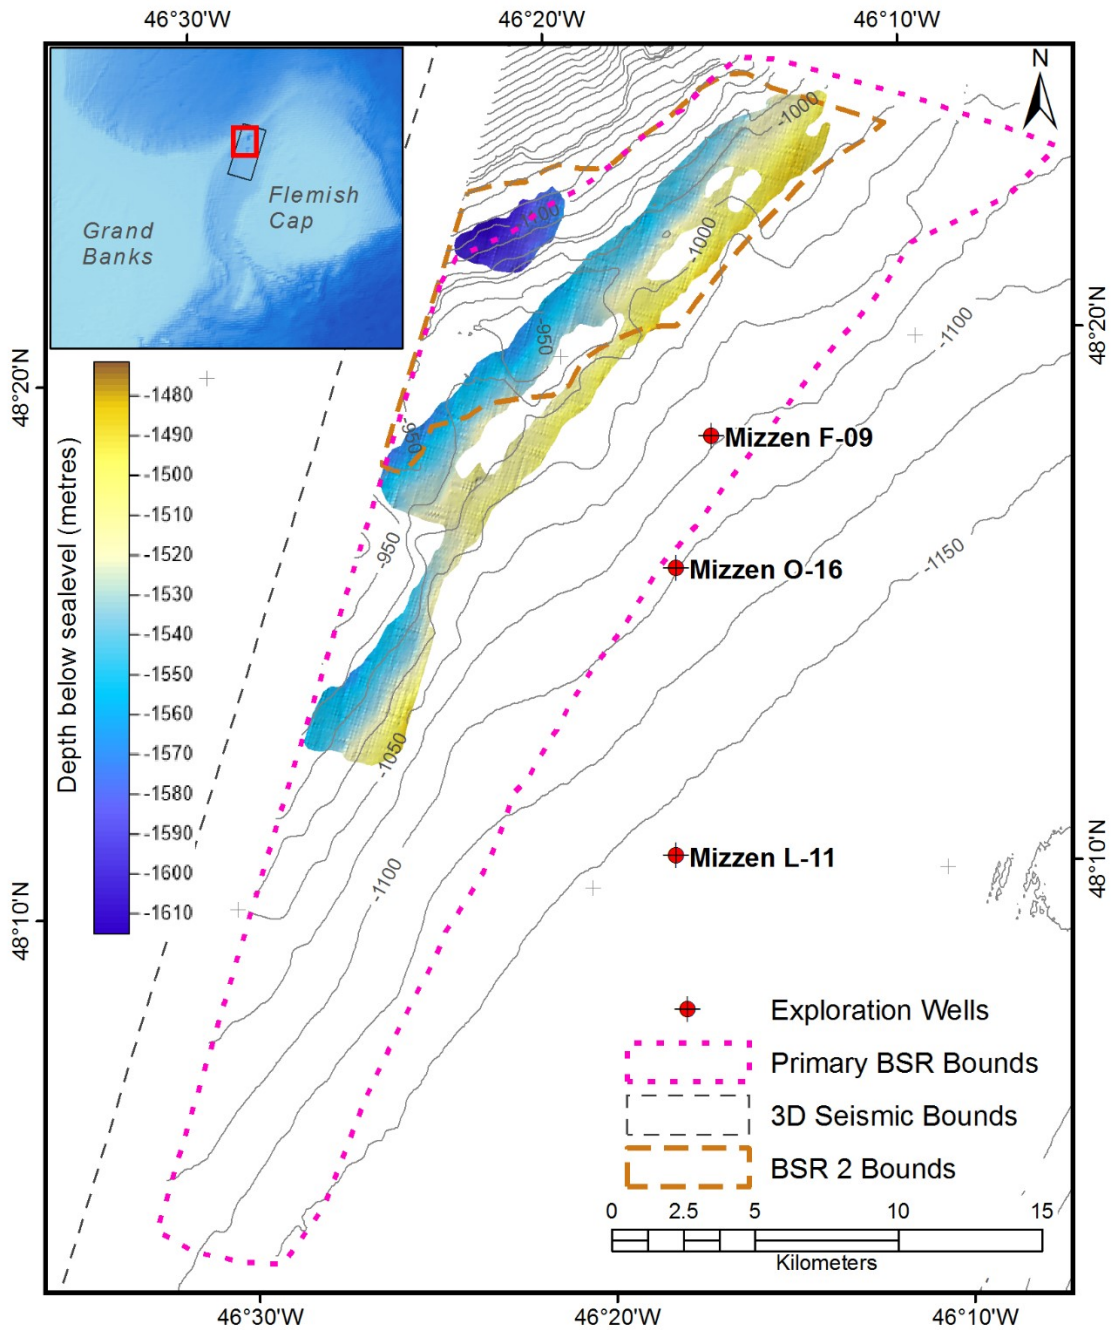 46°30'W
46°20'W
46°10'W
N
Grand
Banks
Flemish
Cap
-1000
-1000
-950
-950
-950
-1050
-1100
-1100
-1150
48°20'N
48°10'N
48°20'N
48°10'N
Depth below sealevel (metres)
-1480
-1490
-1500
-1510
-1520
-1530
-1540
-1550
-1560
-1570
-1580
-1590
-1600
-1610
Mizzen F-09
Mizzen O-16
Mizzen L-11
Exploration Wells
Primary BSR Bounds
3D Seismic Bounds
BSR 2 Bounds
0 2.5 5 10 15
Kilometers
46°30'W
46°20'W
46°10'W